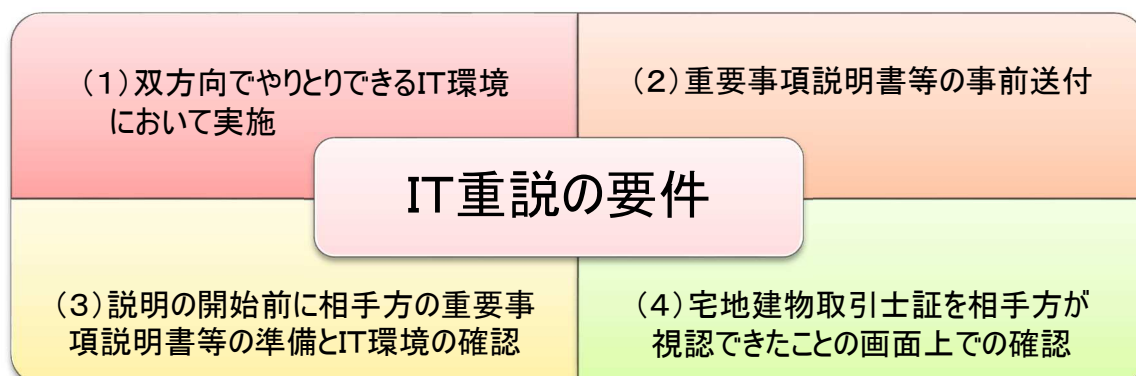 （１）双方向でやりとりできるIT環境
において実施
（２）重要事項説明書等の事前送付
IT重説の要件
（３）説明の開始前に相手方の重要事
項説明書等の準備とIT環境の確認
（４）宅地建物取引士証を相手方が
視認できたことの画面上での確認